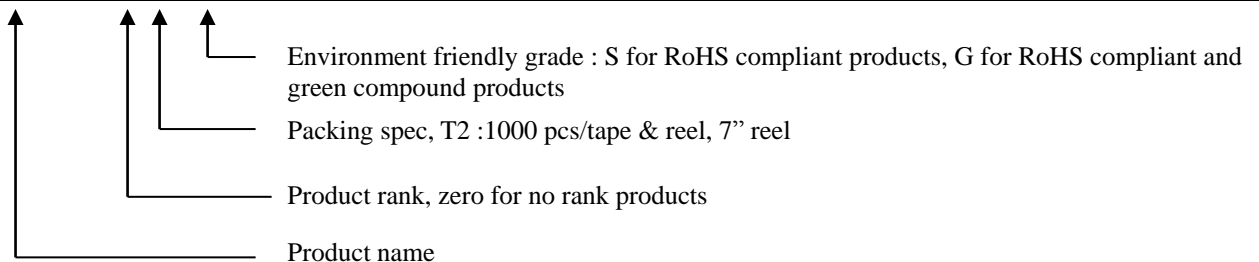 Environment friendly grade : S for RoHS compliant products, G for RoHS compliant and
green compound products
Packing spec, T2 :1000 pcs/tape & reel, 7” reel
Product rank, zero for no rank products
Product name